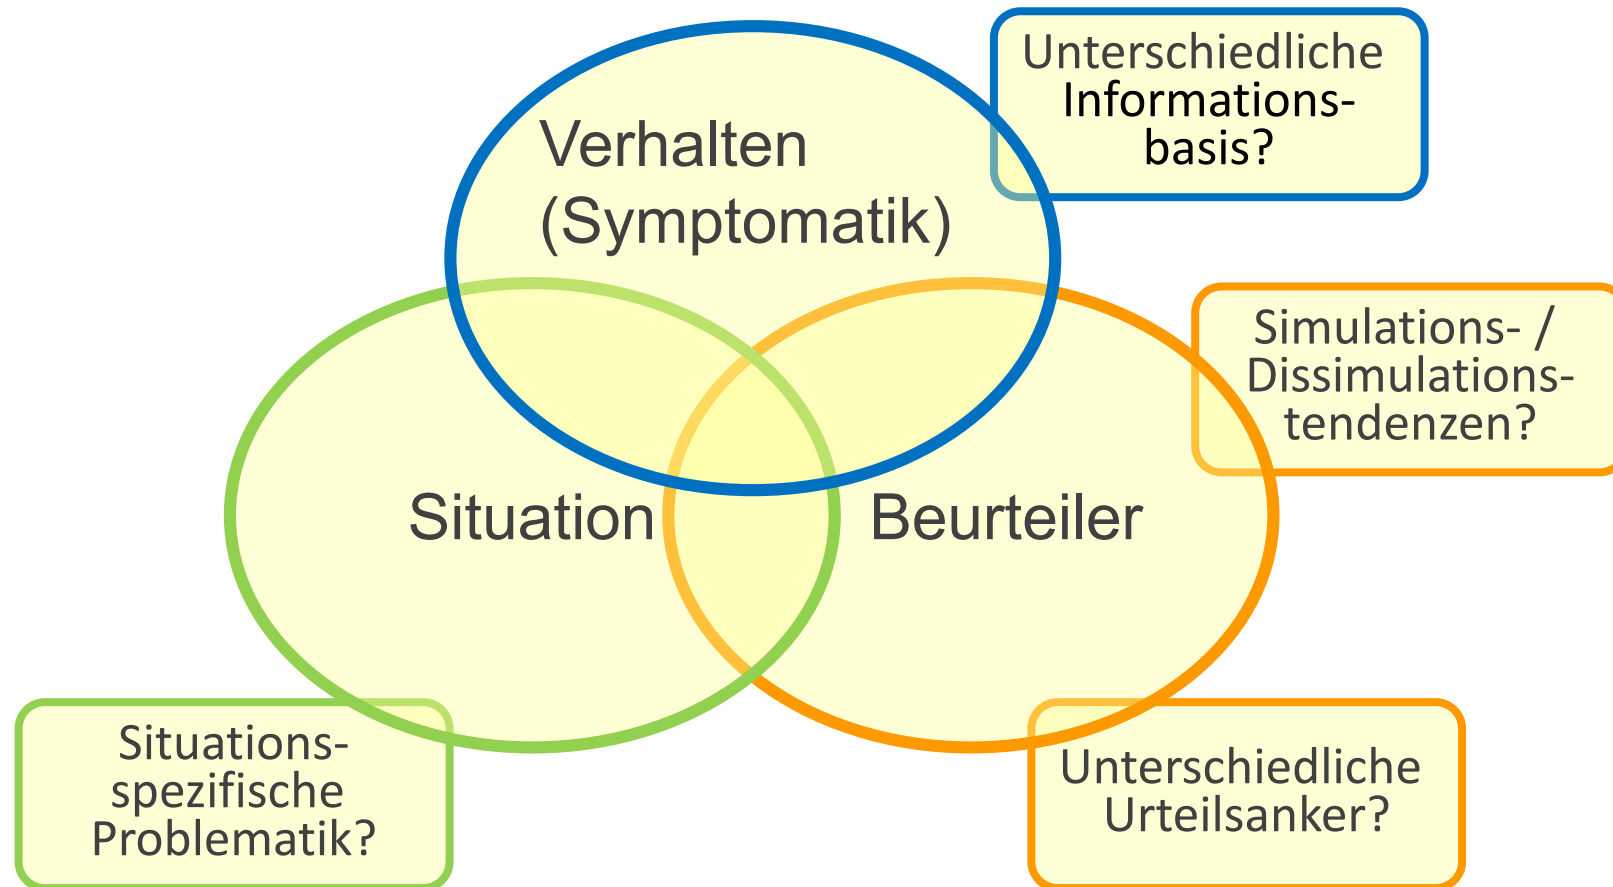 Unterschiedliche
Informations-
basis?
Verhalten
(Symptomatik)
Simulations- /
Dissimulations-
tendenzen?
Situation
Beurteiler
Situations-
spezifische
Problematik?
Unterschiedliche
Urteilsanker?